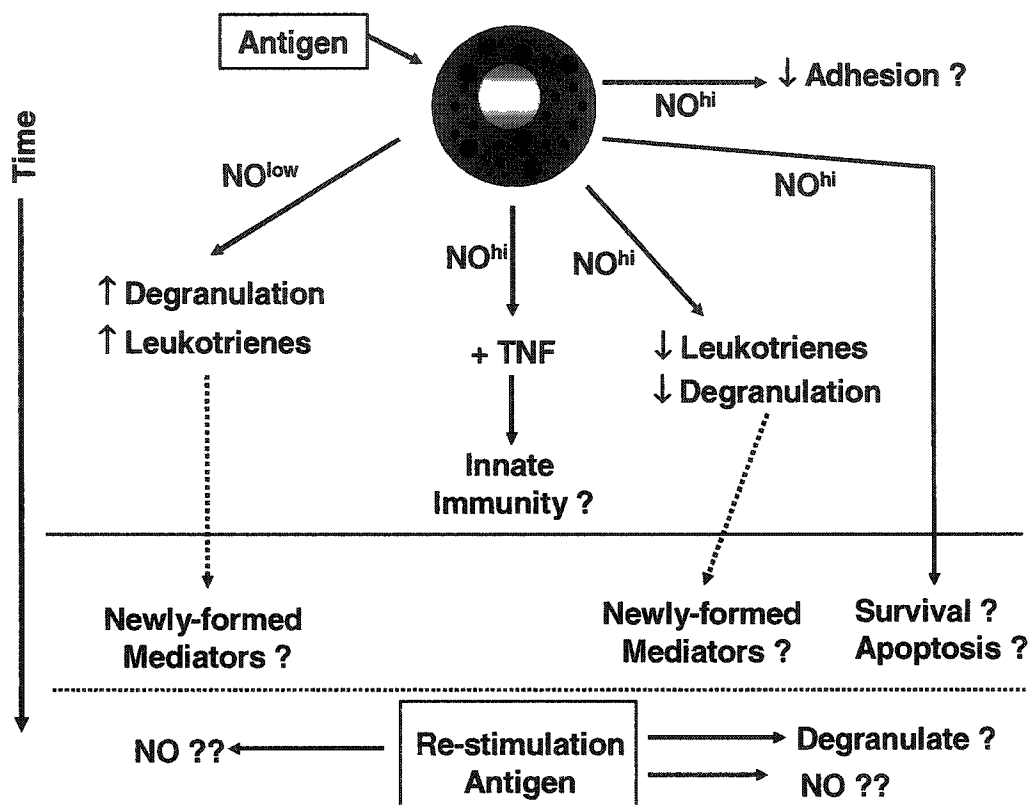 Antigen
↓ Adhesion ?
NOhi
Time
NOlow
NOhi
NOhi
NOhi
↑ Degranulation
↑ Leukotrienes
+ TNF
↓ Leukotrienes
↓ Degranulation
Innate
Immunity ?
Newly-formed
Mediators ?
Newly-formed
Mediators ?
Survival ?
Apoptosis ?
NO ??
Re-stimulation
Antigen
Degranulate ?
NO ??